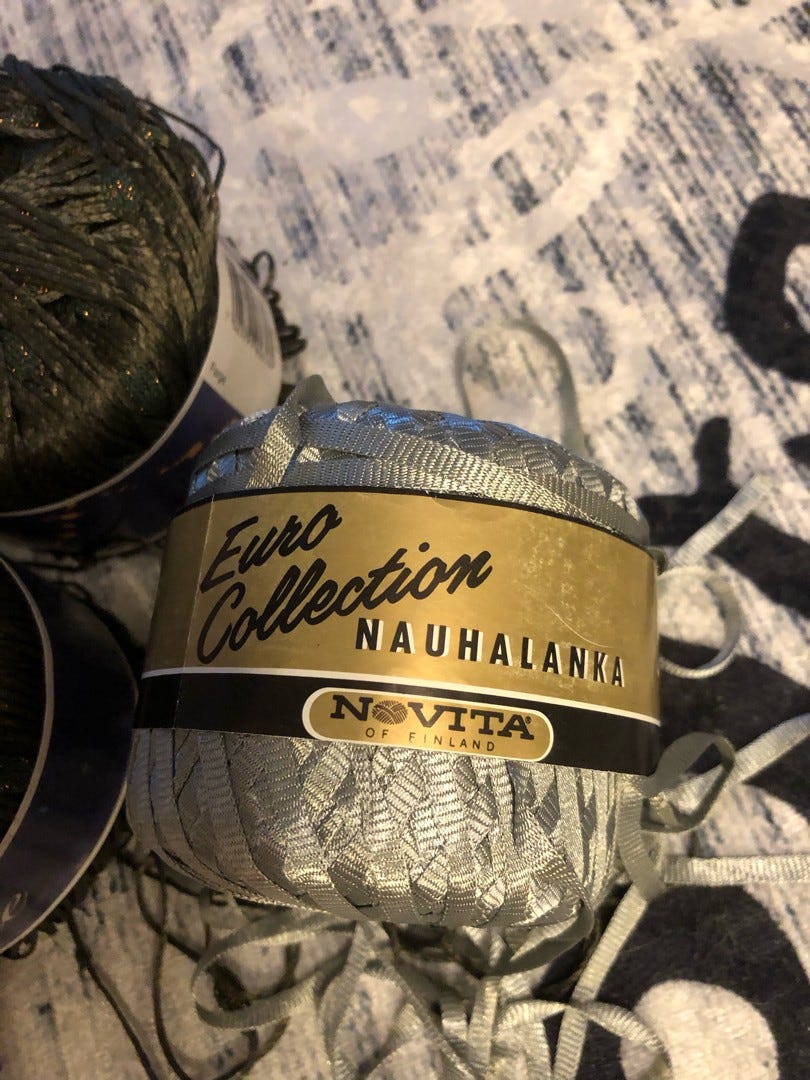 Euro
Collection
NAUHALANKA
NOVITA®
OF FINLAND